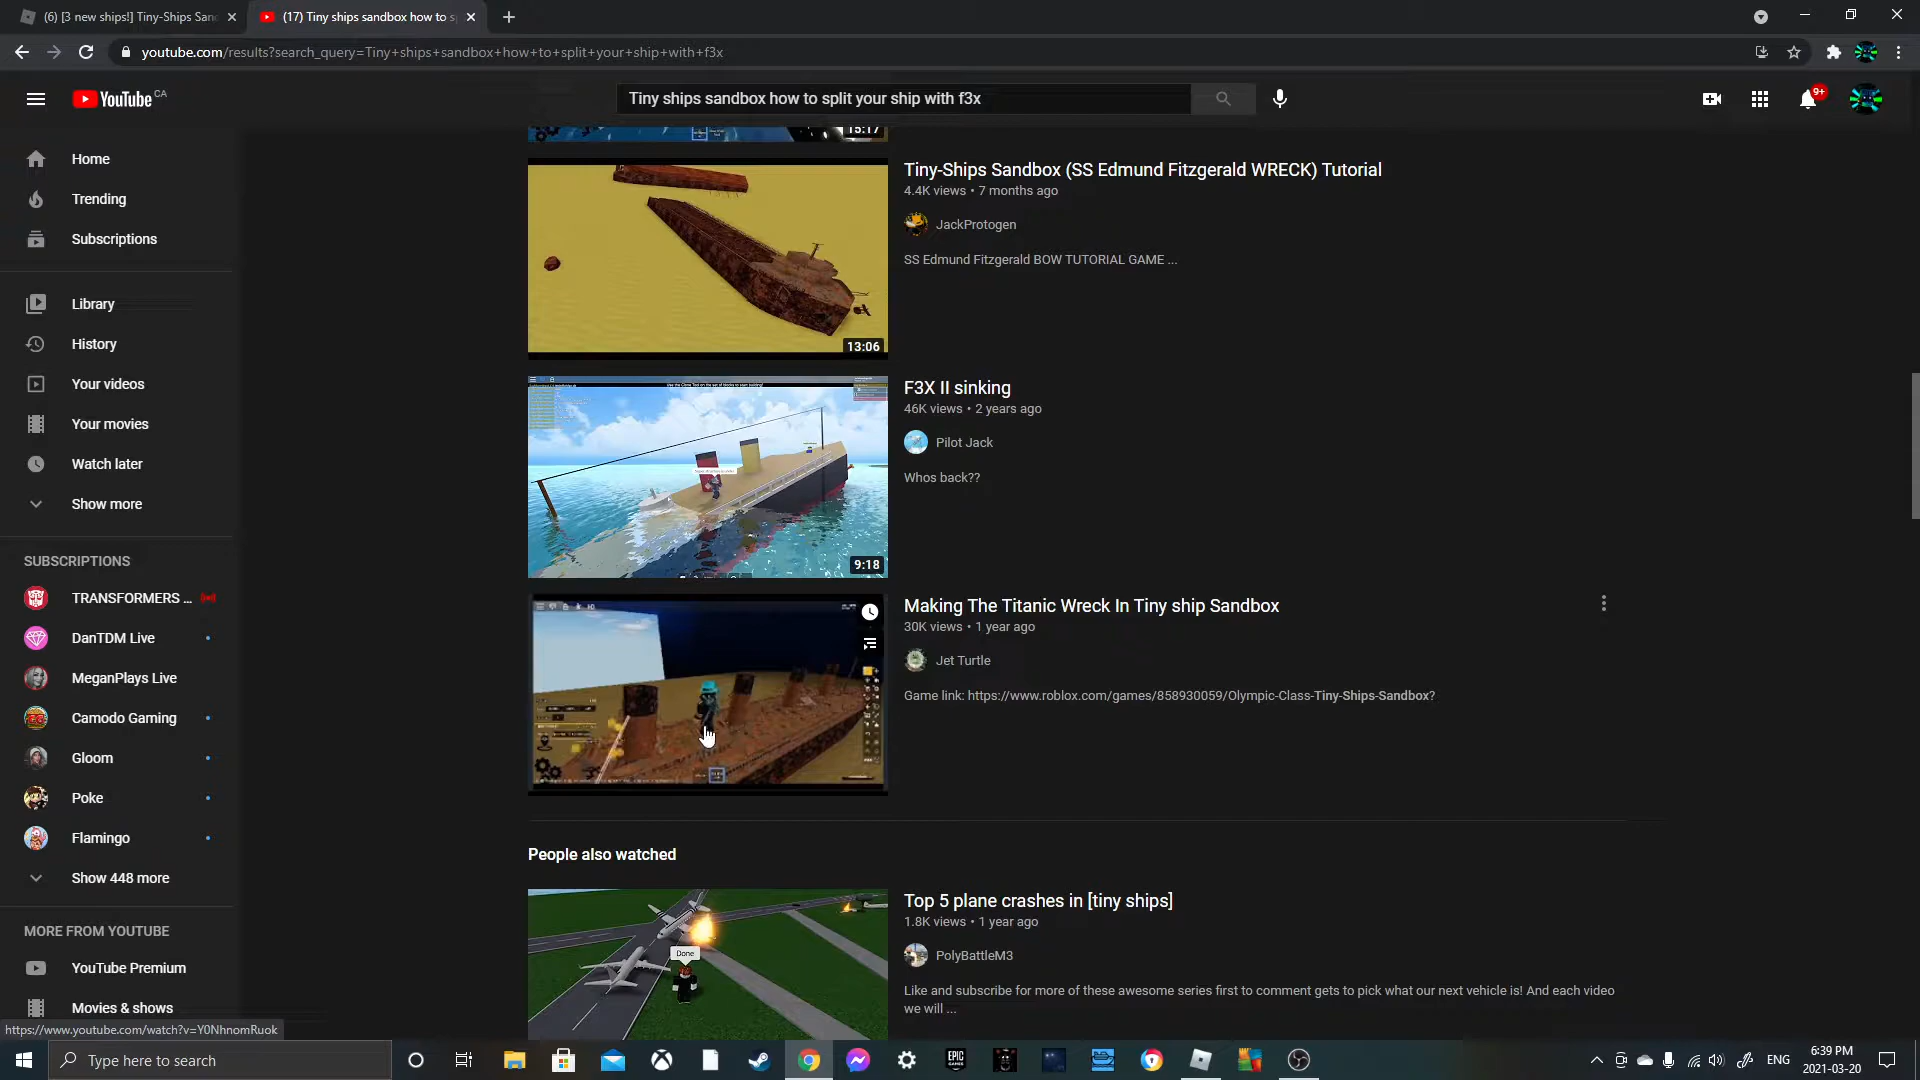 (6) [3 new ships!] Tiny-Ships San
(17) Tiny ships sandbox how to s
youtube.com/results?search_query=Tiny+ships+sandbox+how+to+split+your+ship+with+f3x
YouTube CA
Tiny ships sandbox how to split your ship with f3x
9+
Home
Trending
Subscriptions
Library
History
Your videos
Your movies
Watch later
Show more
SUBSCRIPTIONS
TRANSFORMERS ...
DanTDM Live
MeganPlays Live
Camodo Gaming
Gloom
Poke
Flamingo
Show 448 more
MORE FROM YOUTUBE
YouTube Premium
Movies & shows
15:17
Tiny-Ships Sandbox (SS Edmund Fitzgerald WRECK) Tutorial
4.4K views • 7 months ago
JackProtogen
SS Edmund Fitzgerald BOW TUTORIAL GAME ...
13:06
F3X II sinking
46K views • 2 years ago
Pilot Jack
Whos back??
9:18
Making The Titanic Wreck In Tiny ship Sandbox
30K views • 1 year ago
Jet Turtle
Game link: https://www.roblox.com/games/858930059/Olympic-Class-Tiny-Ships-Sandbox?
People also watched
Top 5 plane crashes in [tiny ships]
1.8K views • 1 year ago
PolyBattleM3
Like and subscribe for more of these awesome series first to comment gets to pick what our next vehicle is! And each video
we will ...
Done
https://www.youtube.com/watch?v=Y0NhnomRuok
Type here to search
EPIC GAMES
ENG
6:39 PM
2021-03-20